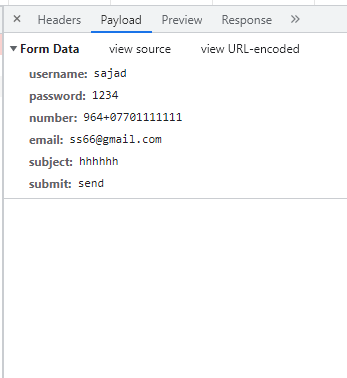 × Headers Payload Preview Response »
▼ Form Data view source view URL-encoded
username: sajad
password: 1234
number: 964+07701111111
email: ss66@gmail.com
subject: hhhhhh
submit: send